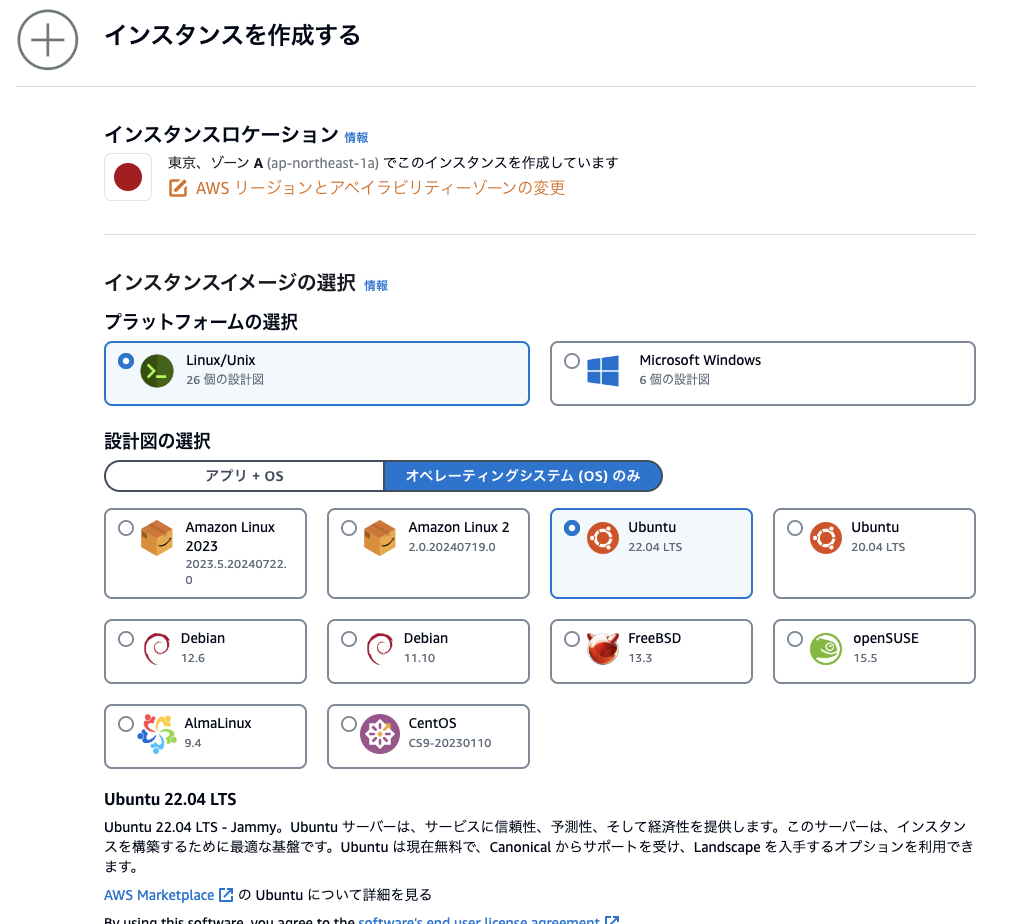 インスタンスを作成する
インスタンスロケーション 情報
東京、ゾーン A (ap-northeast-1a) でこのインスタンスを作成しています
AWS リージョンとアベイラビリティーゾーンの変更
インスタンスイメージの選択 情報
プラットフォームの選択
Linux/Unix
26 個の設計図
Microsoft Windows
6 個の設計図
設計図の選択
アプリ + OS
オペレーティングシステム (OS) のみ
Amazon Linux
2023
2023.5.20240722.
0
Amazon Linux 2
2.0.20240719.0
Ubuntu
22.04 LTS
Ubuntu
20.04 LTS
Debian
12.6
Debian
11.10
FreeBSD
13.3
openSUSE
15.5
AlmaLinux
9.4
CentOS
CS9-20230110
Ubuntu 22.04 LTS
Ubuntu 22.04 LTS - Jammy。Ubuntu サーバーは、サービスに信頼性、予測性、そして経済性を提供します。このサーバーは、インスタン
スを構築するために最適な基盤です。Ubuntu は現在無料で、Canonical からサポートを受け、Landscape を入手するオプションを利用でき
ます。
AWS Marketplace の Ubuntu について詳細を見る
By using this software, you agree to the software's end user license agreement